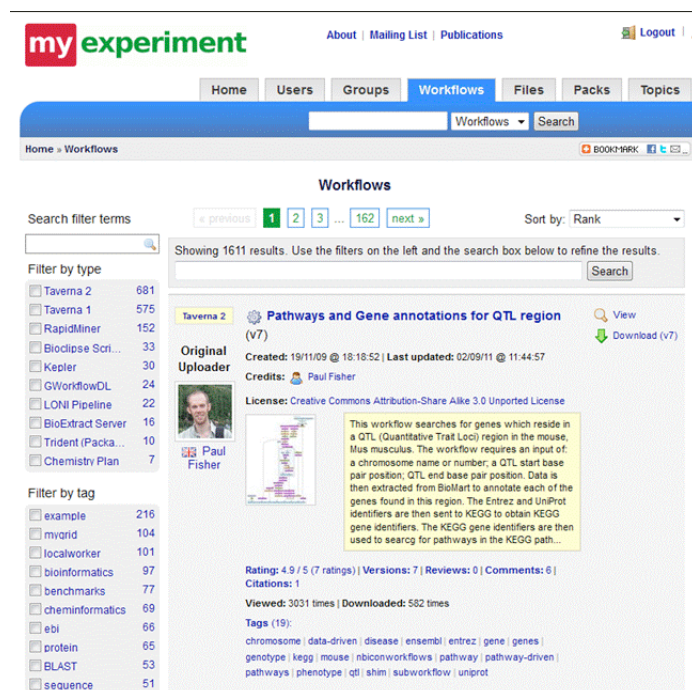 my experiment
About | Mailing List | Publications
Logout |
Home Users Groups Workflows Files Packs Topics
Workflows Search
Home » Workflows
BOOKMARK
Workflows
Search filter terms
« previous 1 2 3 ... 162 next »
Sort by: Rank
Showing 1611 results. Use the filters on the left and the search box below to refine the results.
Search
Filter by type
Taverna 2 681
Taverna 1 575
RapidMiner 152
Bioclipse Scri... 33
Kepler 30
GWorkflowDL 24
LONI Pipeline 22
BioExtract Server 16
Trident (Packa... 10
Chemistry Plan 7
Filter by tag
example 216
mygrid 104
localworker 101
bioinformatics 97
benchmarks 77
cheminformatics 69
ebi 66
protein 65
BLAST 53
sequence 51
Taverna 2
Original
Uploader
Paul
Fisher
Pathways and Gene annotations for QTL region
(v7)
View
Download (v7)
Created: 19/11/09 @ 18:18:52 | Last updated: 02/09/11 @ 11:44:57
Credits: Paul Fisher
License: Creative Commons Attribution-Share Alike 3.0 Unported License
This workflow searches for genes which reside in
a QTL (Quantitative Trait Loci) region in the mouse,
Mus musculus. The workflow requires an input of:
a chromosome name or number; a QTL start base
pair position; QTL end base pair position. Data is
then extracted from BioMart to annotate each of the
genes found in this region. The Entrez and UniProt
identifiers are then sent to KEGG to obtain KEGG
gene identifiers. The KEGG gene identifiers are then
used to searcg for pathways in the KEGG path...
Rating: 4.9 / 5 (7 ratings) | Versions: 7 | Reviews: 0 | Comments: 6 |
Citations: 1
Viewed: 3031 times | Downloaded: 582 times
Tags (19):
chromosome | data-driven | disease | ensembl | entrez | gene | genes |
genotype | kegg | mouse | nbiconworkflows | pathway | pathway-driven |
pathways | phenotype | qtl | shim | subworkflow | uniprot